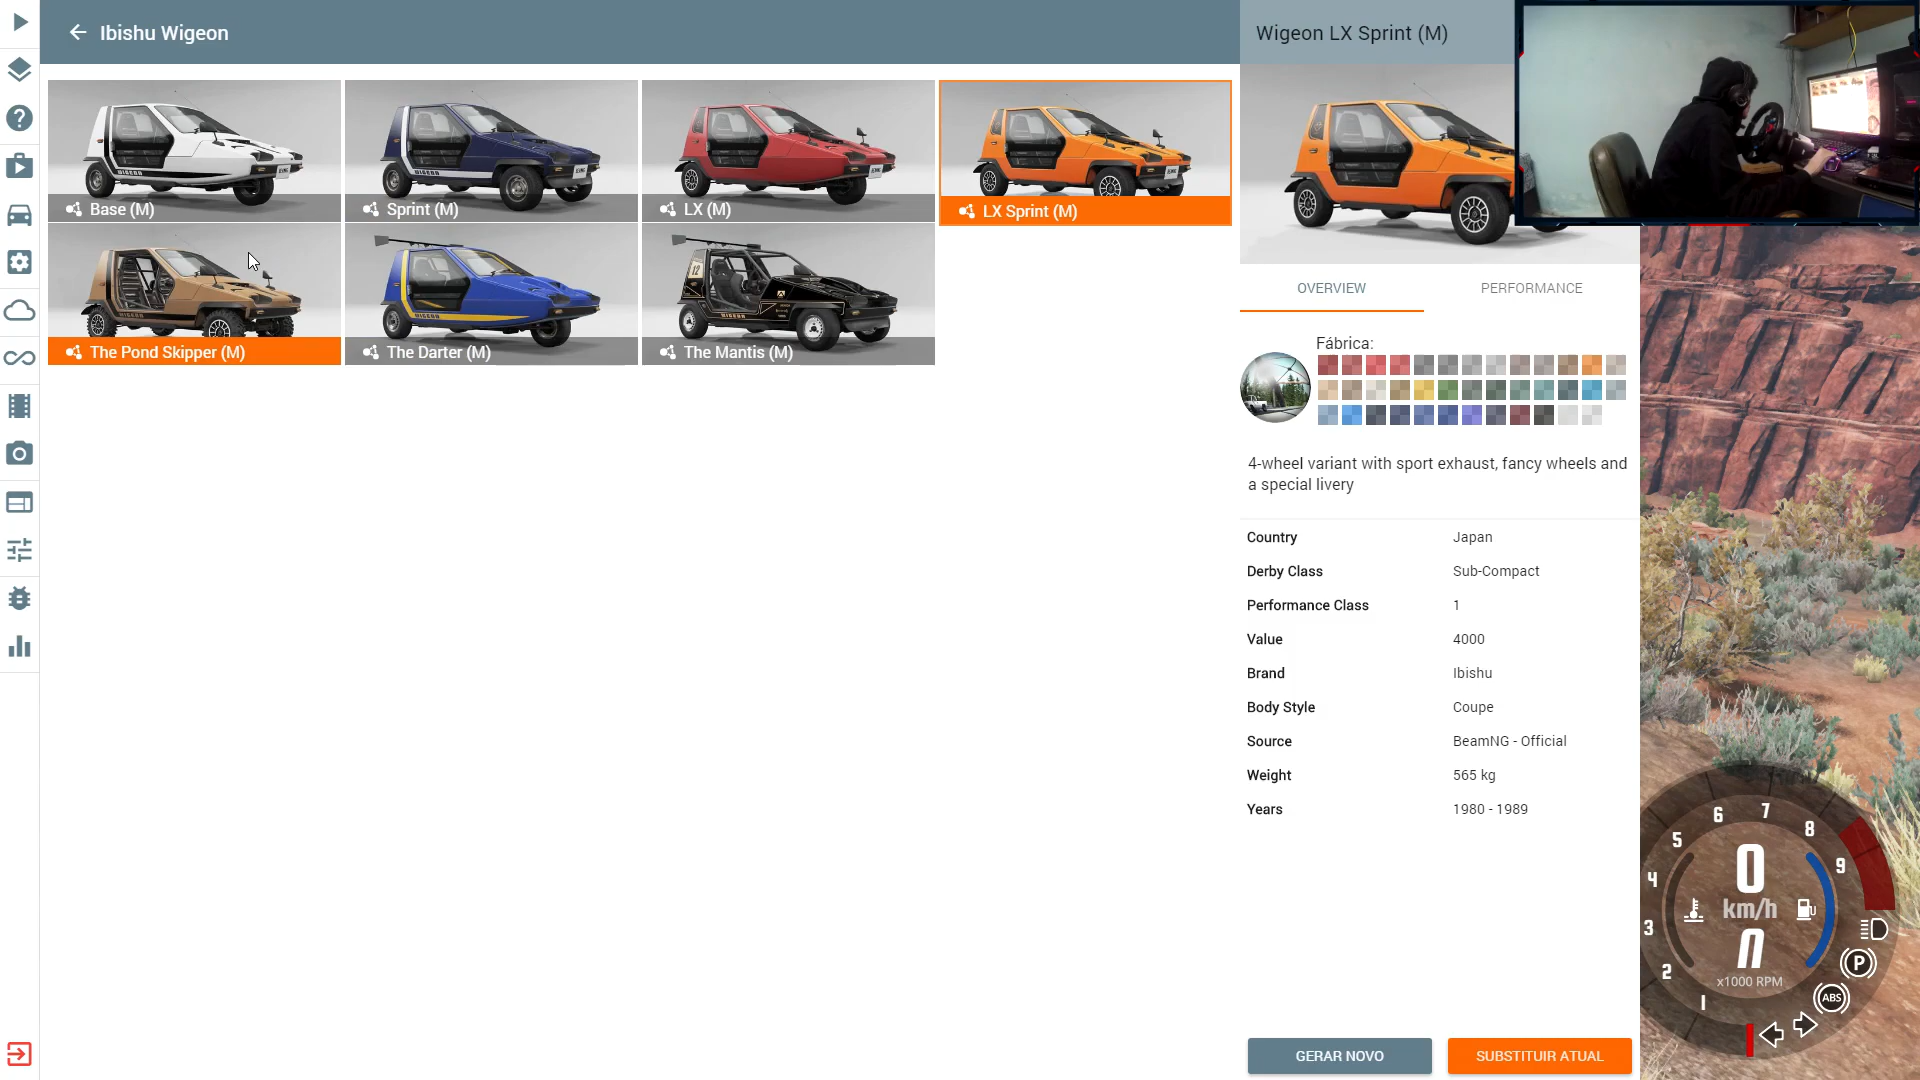 Ibishu Wigeon
Wigeon LX Sprint (M)
Base (M)
Sprint (M)
LX (M)
LX Sprint (M)
The Pond Skipper (M)
The Darter (M)
The Mantis (M)
OVERVIEW
PERFORMANCE
Fábrica:
4-wheel variant with sport exhaust, fancy wheels and
a special livery
Country Japan
Derby Class Sub-Compact
Performance Class 1
Value 4000
Brand Ibishu
Body Style Coupe
Source BeamNG - Official
Weight 565 kg
Years 1980 - 1989
GERAR NOVO
SUBSTITUIR ATUAL
1
2
3
4
5
6
7
8
9
0
km/h
n
x1000 RPM
P
ABS
12